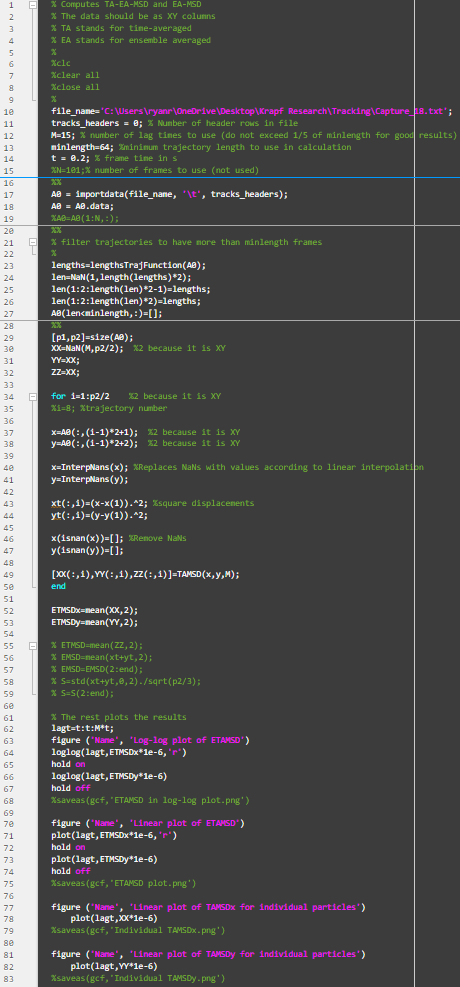 1 % Computes TA-EA-MSD and EA-MSD
2 % The data should be as XY columns
3 % TA stands for time-averaged
4 % EA stands for ensemble averaged
5 %
6 %clc
7 %clear all
8 %close all
9 %
10 file_name='C:\Users\ryanr\OneDrive\Desktop\Krapf Research\Tracking\Capture_18.txt';
11 tracks_headers = 0; % Number of header rows in file
12 M=15; % number of lag times to use (do not exceed 1/5 of minlength for good results)
13 minlength=64; %minimum trajectory length to use in calculation
14 t = 0.2; % frame time in s
15 %N=101;% number of frames to use (not used)
16 %%
17 A0 = importdata(file_name, '\t', tracks_headers);
18 A0 = A0.data;
19 %A0=A0(1:N,:);
20 %%
21 % filter trajectories to have more than minlength frames
22 %
23 lengths=lengthsTrajFunction(A0);
24 len=NaN(1,length(lengths)*2);
25 len(1:2:length(len)*2-1)=lengths;
26 len(1:2:length(len)*2)=lengths;
27 A0(len<minlength,:)=[];
28 %%
29 [p1,p2]=size(A0);
30 XX=NaN(M,p2/2); %2 because it is XY
31 YY=XX;
32 ZZ=XX;
33
34 for i=1:p2/2 %2 because it is XY
35 %i=8; %trajectory number
36
37 x=A0(:,(i-1)*2+1); %2 because it is XY
38 y=A0(:,(i-1)*2+2); %2 because it is XY
39
40 x=InterpNans(x); %Replaces NaNs with values according to linear interpolation
41 y=InterpNans(y);
42
43 xt(:,i)=(x-x(1)).^2; %square displacements
44 yt(:,i)=(y-y(1)).^2;
45
46 x(isnan(x))=[]; %Remove NaNs
47 y(isnan(y))=[];
48
49 [XX(:,i),YY(:,i),ZZ(:,i)]=TAMSD(x,y,M);
50 end
51
52 ETMSDx=mean(XX,2);
53 ETMSDy=mean(YY,2);
54
55 % ETMSD=mean(ZZ,2);
56 % EMSD=mean(xt+yt,2);
57 % EMSD=EMSD(2:end);
58 % S=std(xt+yt,0,2)./sqrt(p2/3);
59 % S=S(2:end);
60
61 % The rest plots the results
62 lagt=t:t:M*t;
63 figure ('Name', 'Log-log plot of ETAMSD')
64 loglog(lagt,ETMSDx*1e-6,'r')
65 hold on
66 loglog(lagt,ETMSDy*1e-6)
67 hold off
68 %saveas(gcf,'ETAMSD in log-log plot.png')
69
70 figure ('Name', 'Linear plot of ETAMSD')
71 plot(lagt,ETMSDx*1e-6,'r')
72 hold on
73 plot(lagt,ETMSDy*1e-6)
74 hold off
75 %saveas(gcf,'ETAMSD plot.png')
76
77 figure ('Name', 'Linear plot of TAMSDx for individual particles')
78 plot(lagt,XX*1e-6)
79 %saveas(gcf,'Individual TAMSDx.png')
80
81 figure ('Name', 'Linear plot of TAMSDy for individual particles')
82 plot(lagt,YY*1e-6)
83 %saveas(gcf,'Individual TAMSDy.png')